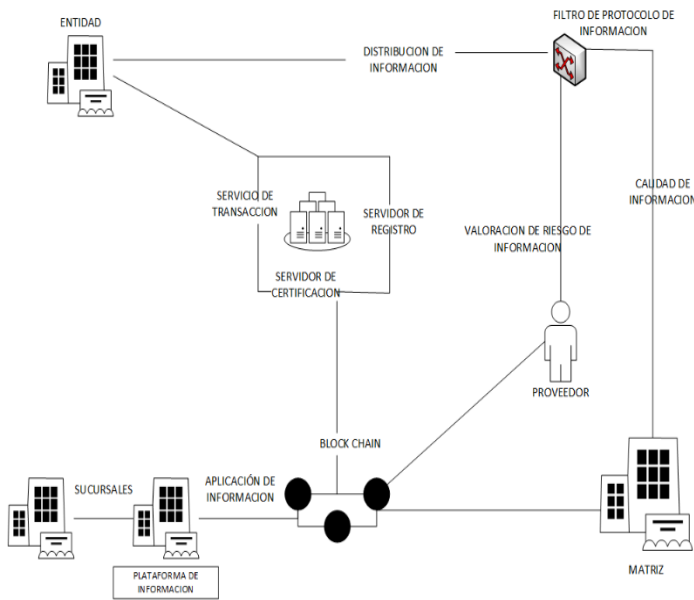 ENTIDAD
FILTRO DE PROTOCOLO DE
INFORMACION
DISTRIBUCION DE
INFORMACION
SERVICIO DE
TRANSACCION
SERVIDOR DE
REGISTRO
CALIDAD DE
INFORMACION
VALORACION DE RIESGO DE
INFORMACION
SERVIDOR DE
CERTIFICACION
PROVEEDOR
BLOCK CHAIN
SUCURSALES
APLICACIÓN DE
INFORMACION
MATRIZ
PLATAFORMA DE
INFORMACION